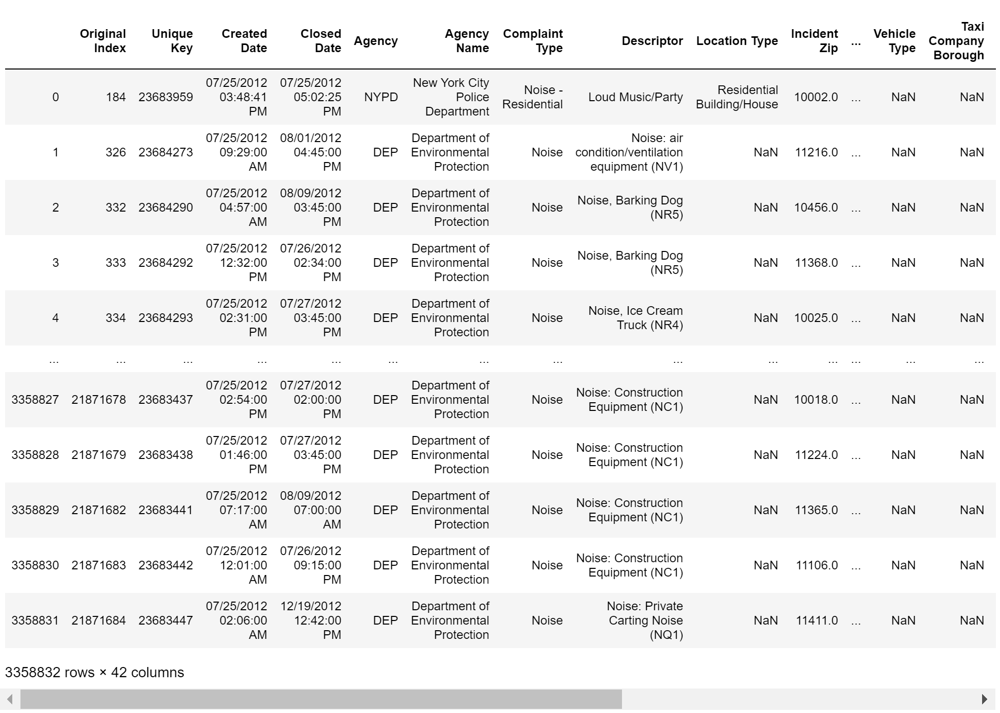 Original Index Unique Key Created Date Closed Date Agency Agency Name Complaint Type Descriptor Location Type Incident Zip ... Vehicle Type Taxi Company Borough
0 184 23683959 07/25/2012 03:48:41 PM 07/25/2012 05:02:25 PM NYPD New York City Police Department Noise - Residential Loud Music/Party Residential Building/House 10002.0 ... NaN NaN
1 326 23684273 07/25/2012 09:29:00 AM 08/01/2012 04:45:00 PM DEP Department of Environmental Protection Noise Noise: air condition/ventilation equipment (NV1) NaN 11216.0 ... NaN NaN
2 332 23684290 07/25/2012 04:57:00 AM 08/09/2012 03:45:00 PM DEP Department of Environmental Protection Noise Noise, Barking Dog (NR5) NaN 10456.0 ... NaN NaN
3 333 23684292 07/25/2012 12:32:00 PM 07/26/2012 02:34:00 PM DEP Department of Environmental Protection Noise Noise, Barking Dog (NR5) NaN 11368.0 ... NaN NaN
4 334 23684293 07/25/2012 02:31:00 PM 07/27/2012 03:45:00 PM DEP Department of Environmental Protection Noise Noise, Ice Cream Truck (NR4) NaN 10025.0 ... NaN NaN
... ... ... ... ... ... ... ... ... ... ... ... ... ...
3358827 21871678 23683437 07/25/2012 02:54:00 PM 07/27/2012 02:00:00 PM DEP Department of Environmental Protection Noise Noise: Construction Equipment (NC1) NaN 10018.0 ... NaN NaN
3358828 21871679 23683438 07/25/2012 01:46:00 PM 07/27/2012 03:45:00 PM DEP Department of Environmental Protection Noise Noise: Construction Equipment (NC1) NaN 11224.0 ... NaN NaN
3358829 21871682 23683441 07/25/2012 07:17:00 AM 08/09/2012 07:00:00 AM DEP Department of Environmental Protection Noise Noise: Construction Equipment (NC1) NaN 11365.0 ... NaN NaN
3358830 21871683 23683442 07/25/2012 12:01:00 AM 07/26/2012 09:15:00 PM DEP Department of Environmental Protection Noise Noise: Construction Equipment (NC1) NaN 11106.0 ... NaN NaN
3358831 21871684 23683447 07/25/2012 02:06:00 AM 12/19/2012 12:42:00 PM DEP Department of Environmental Protection Noise Noise: Private Carting Noise (NQ1) NaN 11411.0 ... NaN NaN
3358832 rows × 42 columns